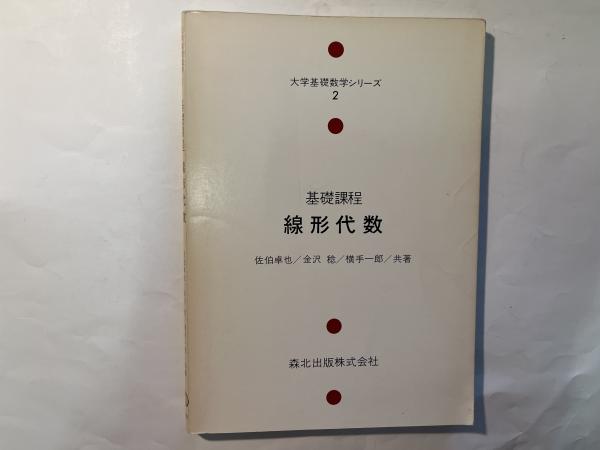 大学基礎数学シリーズ
2
基礎課程
線形代数
佐伯卓也／金沢 稔／横手一郎／共著
森北出版株式会社